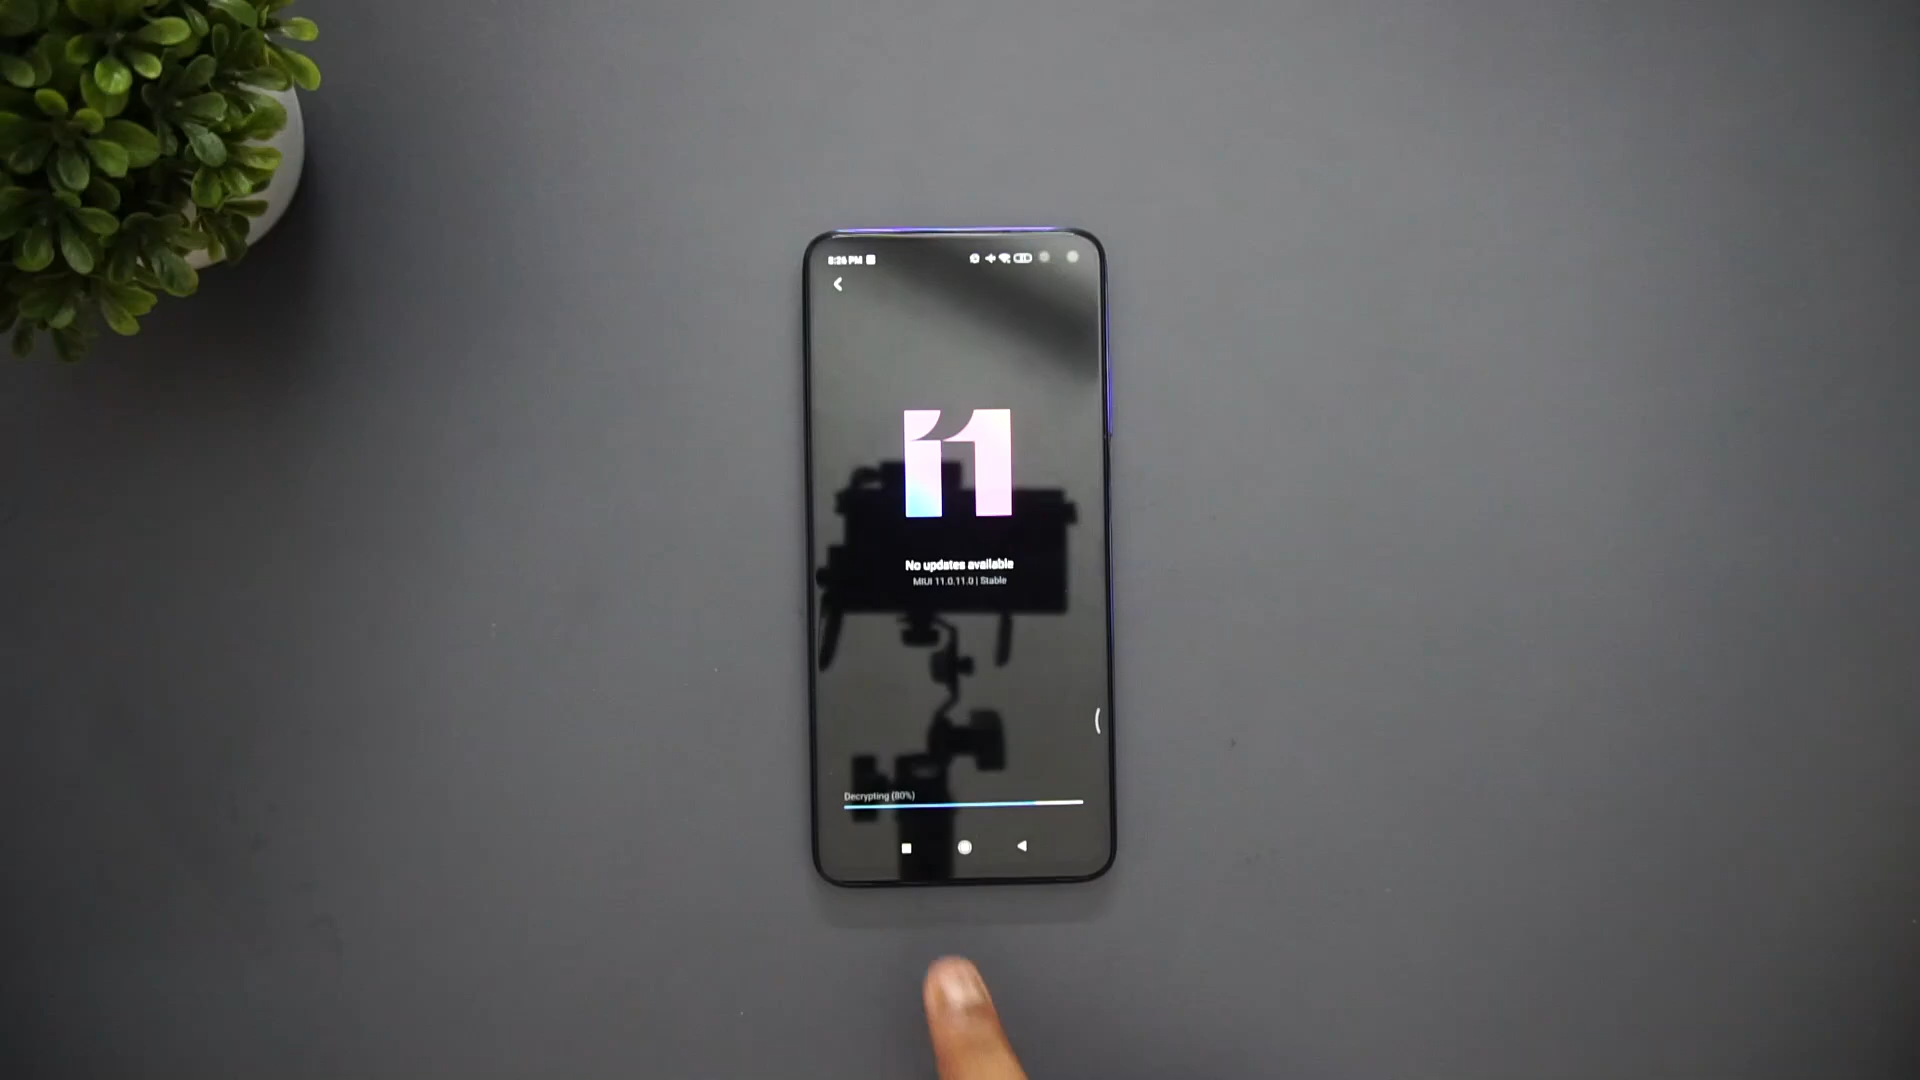 8:26 PM
11
No updates available
MIUI 11.0.11.0 | Stable
Decrypting (80%)